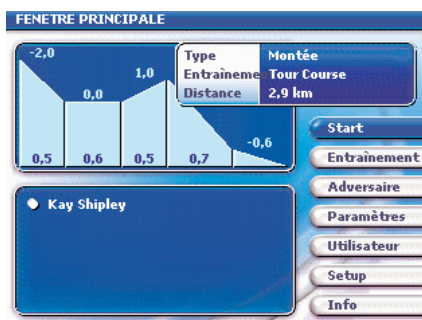 FENETRE PRINCIPALE
-2,0
0,0
1,0
-0,6
0,5 0,6 0,5 0,7
Type Montée
Entraîneme Tour Course
Distance 2,9 km
Kay Shipley
Start
Entraînement
Adversaire
Paramètres
Utilisateur
Setup
Info